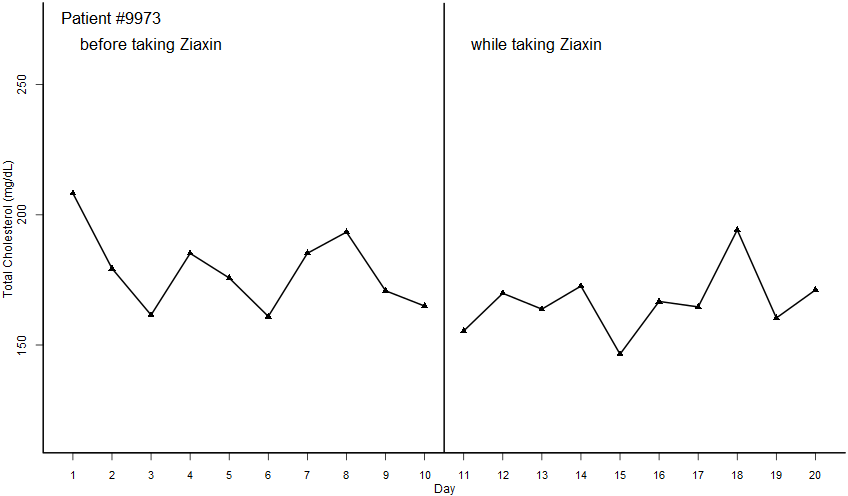 Patient #9973
before taking Ziaxin
while taking Ziaxin
Total Cholesterol (mg/dL)
250
200
150
1 2 3 4 5 6 7 8 9 10 11 12 13 14 15 16 17 18 19 20
Day